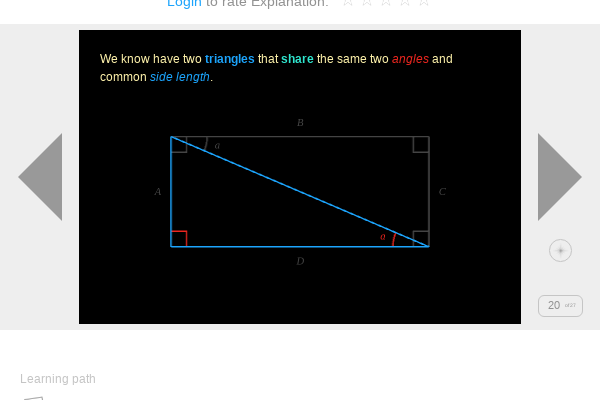 Login to rate Explanation: ☆ ☆ ☆ ☆ ☆
We know have two triangles that share the same two angles and
common side length.
B
a
A
C
a
D
20 of 21
Learning path